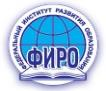 ФЕДЕРАЛЬНЫЙ ИНСТИТУТ РАЗВИТИЯ ОБРАЗОВАНИЯ
ФИРО